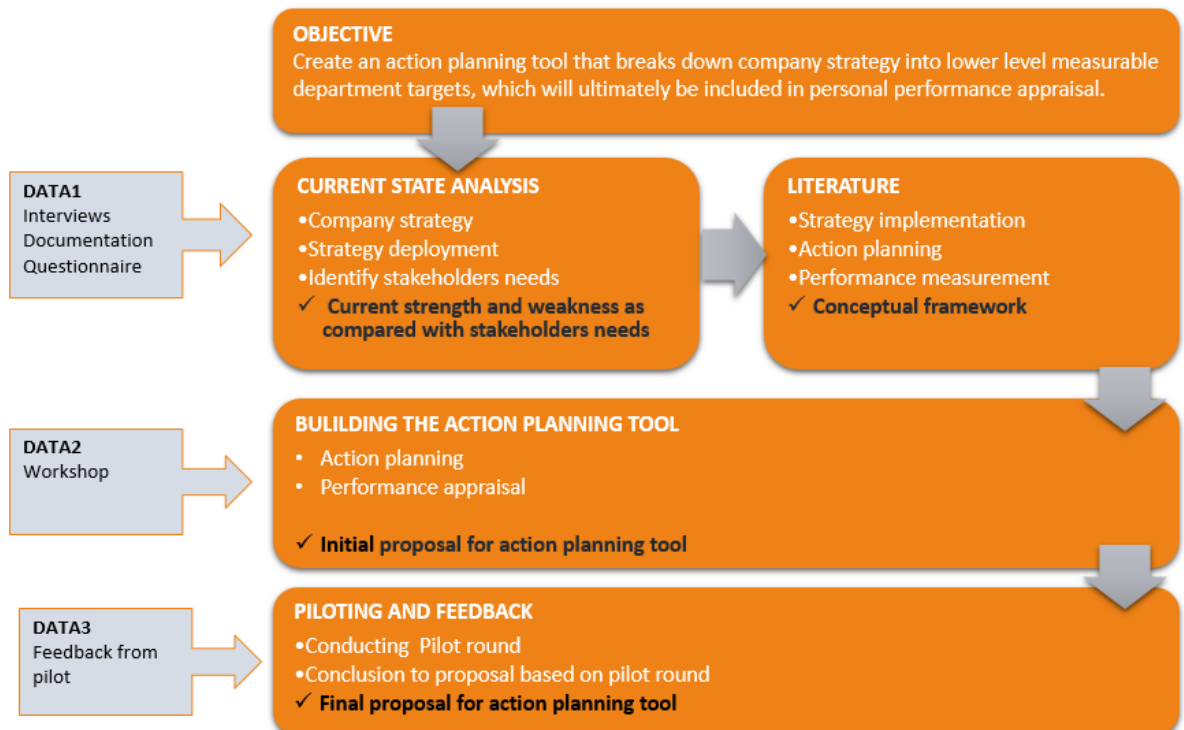 OBJECTIVE
Create an action planning tool that breaks down company strategy into lower level measurable
department targets, which will ultimately be included in personal performance appraisal.
DATA1
Interviews
Documentation
Questionnaire
CURRENT STATE ANALYSIS
•Company strategy
•Strategy deployment
•Identify stakeholders needs
✓ Current strength and weakness as
compared with stakeholders needs
LITERATURE
•Strategy implementation
•Action planning
•Performance measurement
✓ Conceptual framework
DATA2
Workshop
BULILDING THE ACTION PLANNING TOOL
• Action planning
• Performance appraisal
✓ Initial proposal for action planning tool
DATA3
Feedback from
pilot
PILOTING AND FEEDBACK
•Conducting Pilot round
•Conclusion to proposal based on pilot round
✓ Final proposal for action planning tool